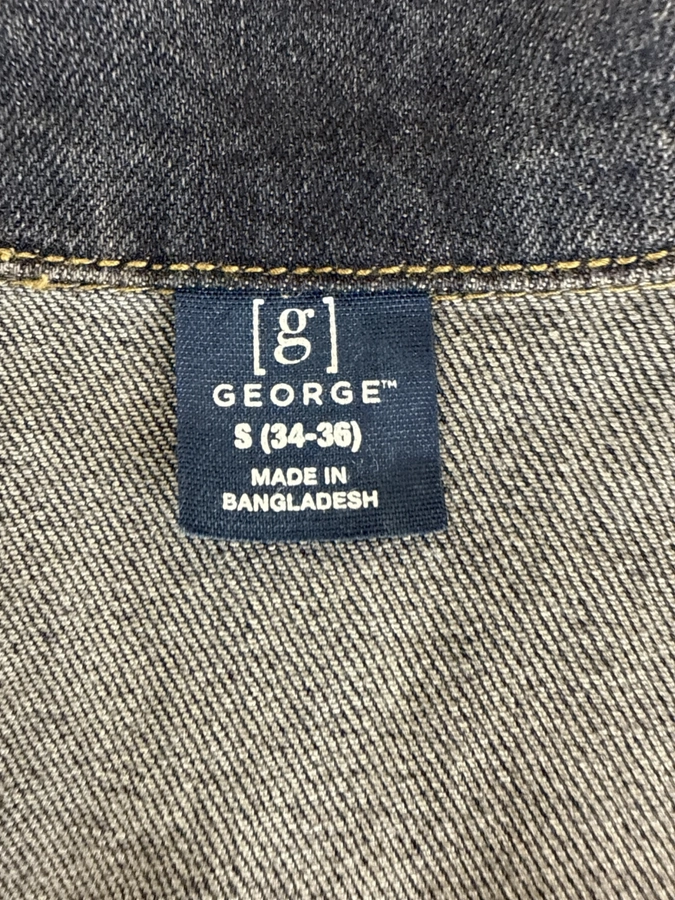 [g]
GEORGE™
S (34-36)
MADE IN
BANGLADESH